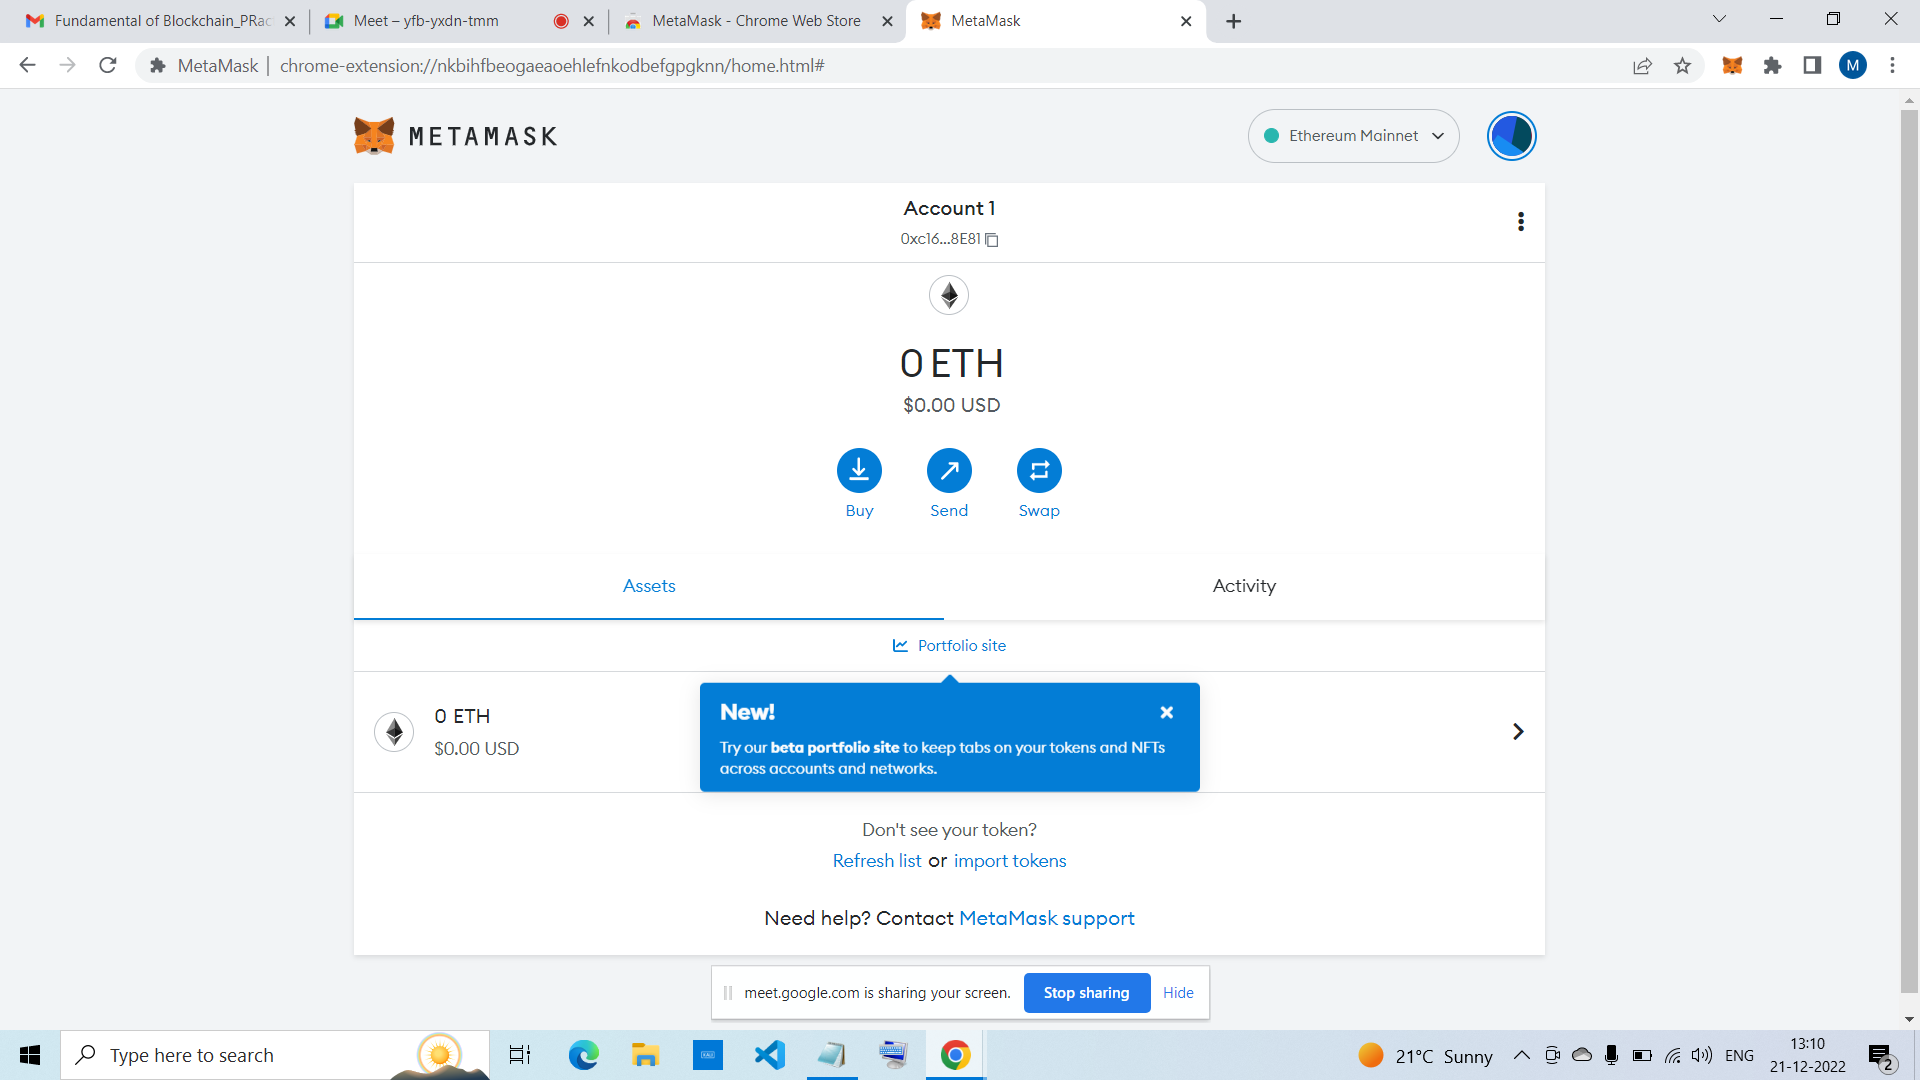 Fundamental of Blockchain_PRac
Meet – yfb-yxdn-tmm
MetaMask - Chrome Web Store
MetaMask
MetaMask | chrome-extension://nkbihfbeogaeaoehlefnkodbefgpgknn/home.html#
M
METAMASK
Ethereum Mainnet
Account 1
0xc16...8E81
0 ETH
$0.00 USD
Buy
Send
Swap
Assets
Activity
Portfolio site
0 ETH
$0.00 USD
New!
Try our beta portfolio site to keep tabs on your tokens and NFTs
across accounts and networks.
Don't see your token?
Refresh list or import tokens
Need help? Contact MetaMask support
meet.google.com is sharing your screen.
Stop sharing
Hide
Type here to search
21°C Sunny
ENG
13:10
21-12-2022
2